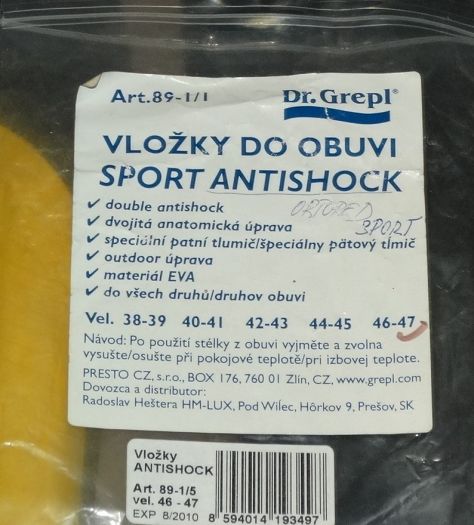 Art.89-1/1
Dr.Grepl®
VLOŽKY DO OBUVI
SPORT ANTISHOCK
✓ double antishock
ORTOPED
✓ dvojitá anatomická úprava
SPORT
✓ speciální patní tlumič/špeciálny pätový tlmič
✓ outdoor úprava
✓ materiál EVA
✓ do všech druhů/druhov obuvi
Vel. 38-39 40-41 42-43 44-45 46-47
Návod: Po použití stélky z obuvi vyjměte a zvolna
vysušte/osušte při pokojové teplotě/pri izbovej teplote.
PRESTO CZ, s.r.o., BOX 176, 760 01 Zlín, CZ, www.grepl.com
Dovozca a distributor:
Radoslav Heštera HM-LUX, Pod Wilec, Hôrkov 9, Prešov, SK
Vložky
ANTISHOCK
Art. 89-1/5
vel. 46 - 47
EXP 8/2010
8 594014 193497